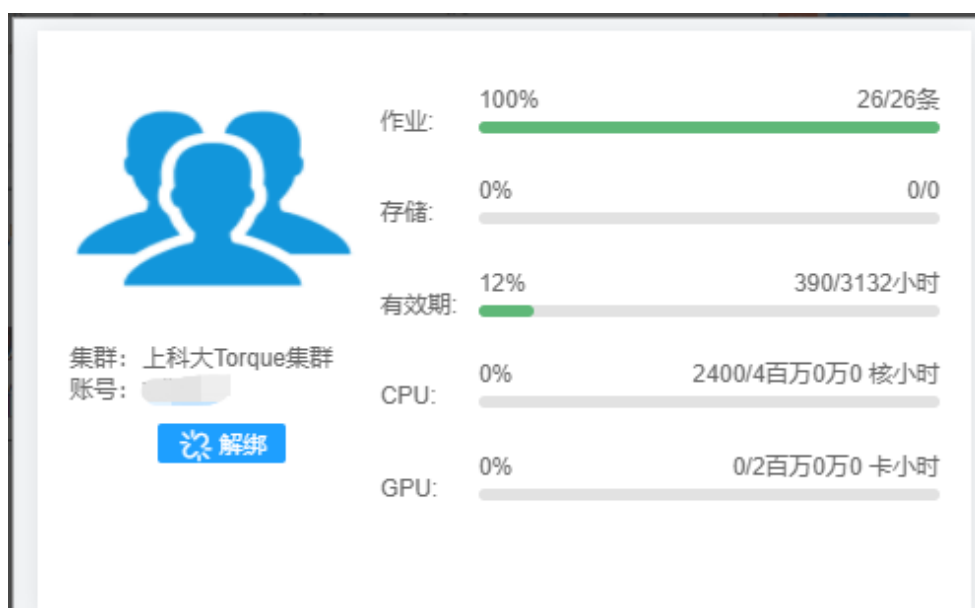 作业:
100%
26/26条
存储:
0%
0/0
有效期:
12%
390/3132小时
CPU:
0%
2400/4百万0万0 核小时
GPU:
0%
0/2百万0万0 卡小时
集群：上科大Torque集群
账号：
解绑